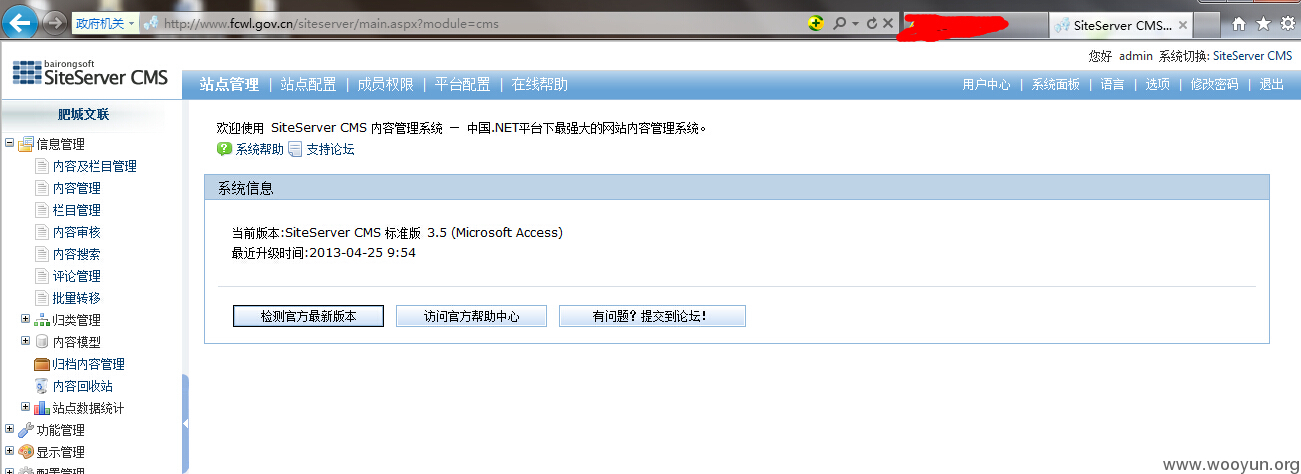 政府机关 http://www.fcwl.gov.cn/siteserver/main.aspx?module=cms SiteServer CMS...
您好 admin 系统切换: SiteServer CMS
bairongsoft
SiteServer CMS
站点管理 | 站点配置 | 成员权限 | 平台配置 | 在线帮助 用户中心 | 系统面板 | 语言 | 选项 | 修改密码 | 退出
肥城文联
信息管理
内容及栏目管理
内容管理
栏目管理
内容审核
内容搜索
评论管理
批量转移
归类管理
内容模型
归档内容管理
内容回收站
站点数据统计
功能管理
显示管理
配置管理
欢迎使用 SiteServer CMS 内容管理系统 － 中国.NET平台下最强大的网站内容管理系统。
系统帮助 支持论坛
系统信息
当前版本:SiteServer CMS 标准版 3.5 (Microsoft Access)
最近升级时间:2013-04-25 9:54
检测官方最新版本 访问官方帮助中心 有问题？提交到论坛！
www.wooyun.org